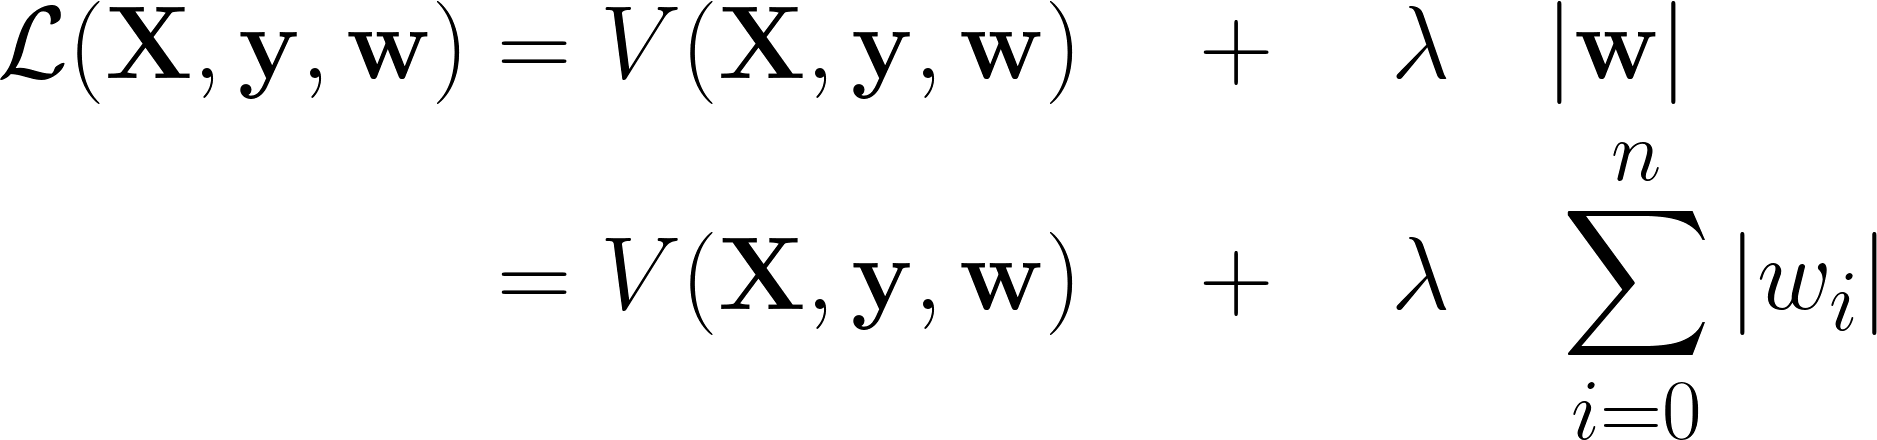 𝓛(𝐗, 𝐲, 𝐰) = V(𝐗, 𝐲, 𝐰) + λ |𝐰|
= V(𝐗, 𝐲, 𝐰) + λ ∑_{i=0}^{n} |w_i|